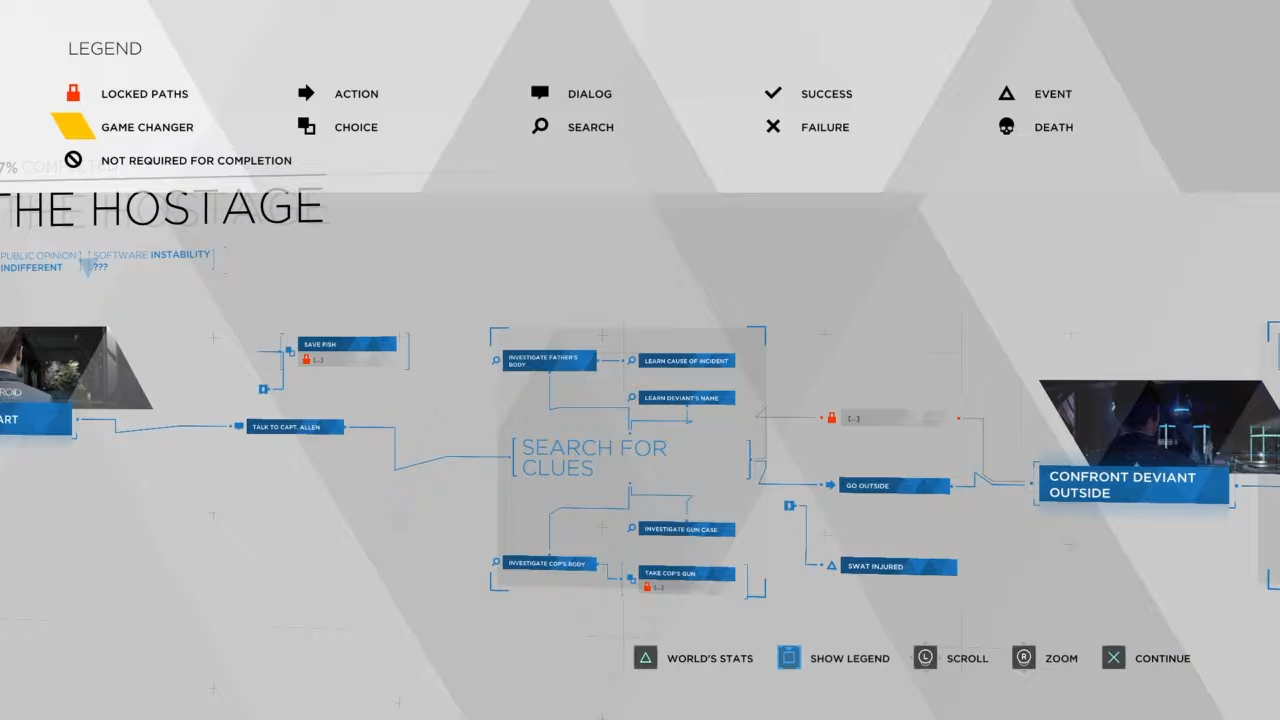 LEGEND
LOCKED PATHS
ACTION
DIALOG
SUCCESS
EVENT
GAME CHANGER
CHOICE
SEARCH
FAILURE
DEATH
NOT REQUIRED FOR COMPLETION
7% COMPLETED
THE HOSTAGE
PUBLIC OPINION
INDIFFERENT
SOFTWARE INSTABILITY
???
SAVE FISH
[...]
ART
TALK TO CAPT. ALLEN
INVESTIGATE FATHER'S
BODY
LEARN CAUSE OF INCIDENT
LEARN DEVIANT'S NAME
SEARCH FOR
CLUES
INVESTIGATE GUN CASE
INVESTIGATE COP'S BODY
TAKE COP'S GUN
[...]
[...]
GO OUTSIDE
SWAT INJURED
CONFRONT DEVIANT
OUTSIDE
WORLD'S STATS
SHOW LEGEND
L SCROLL
R ZOOM
CONTINUE